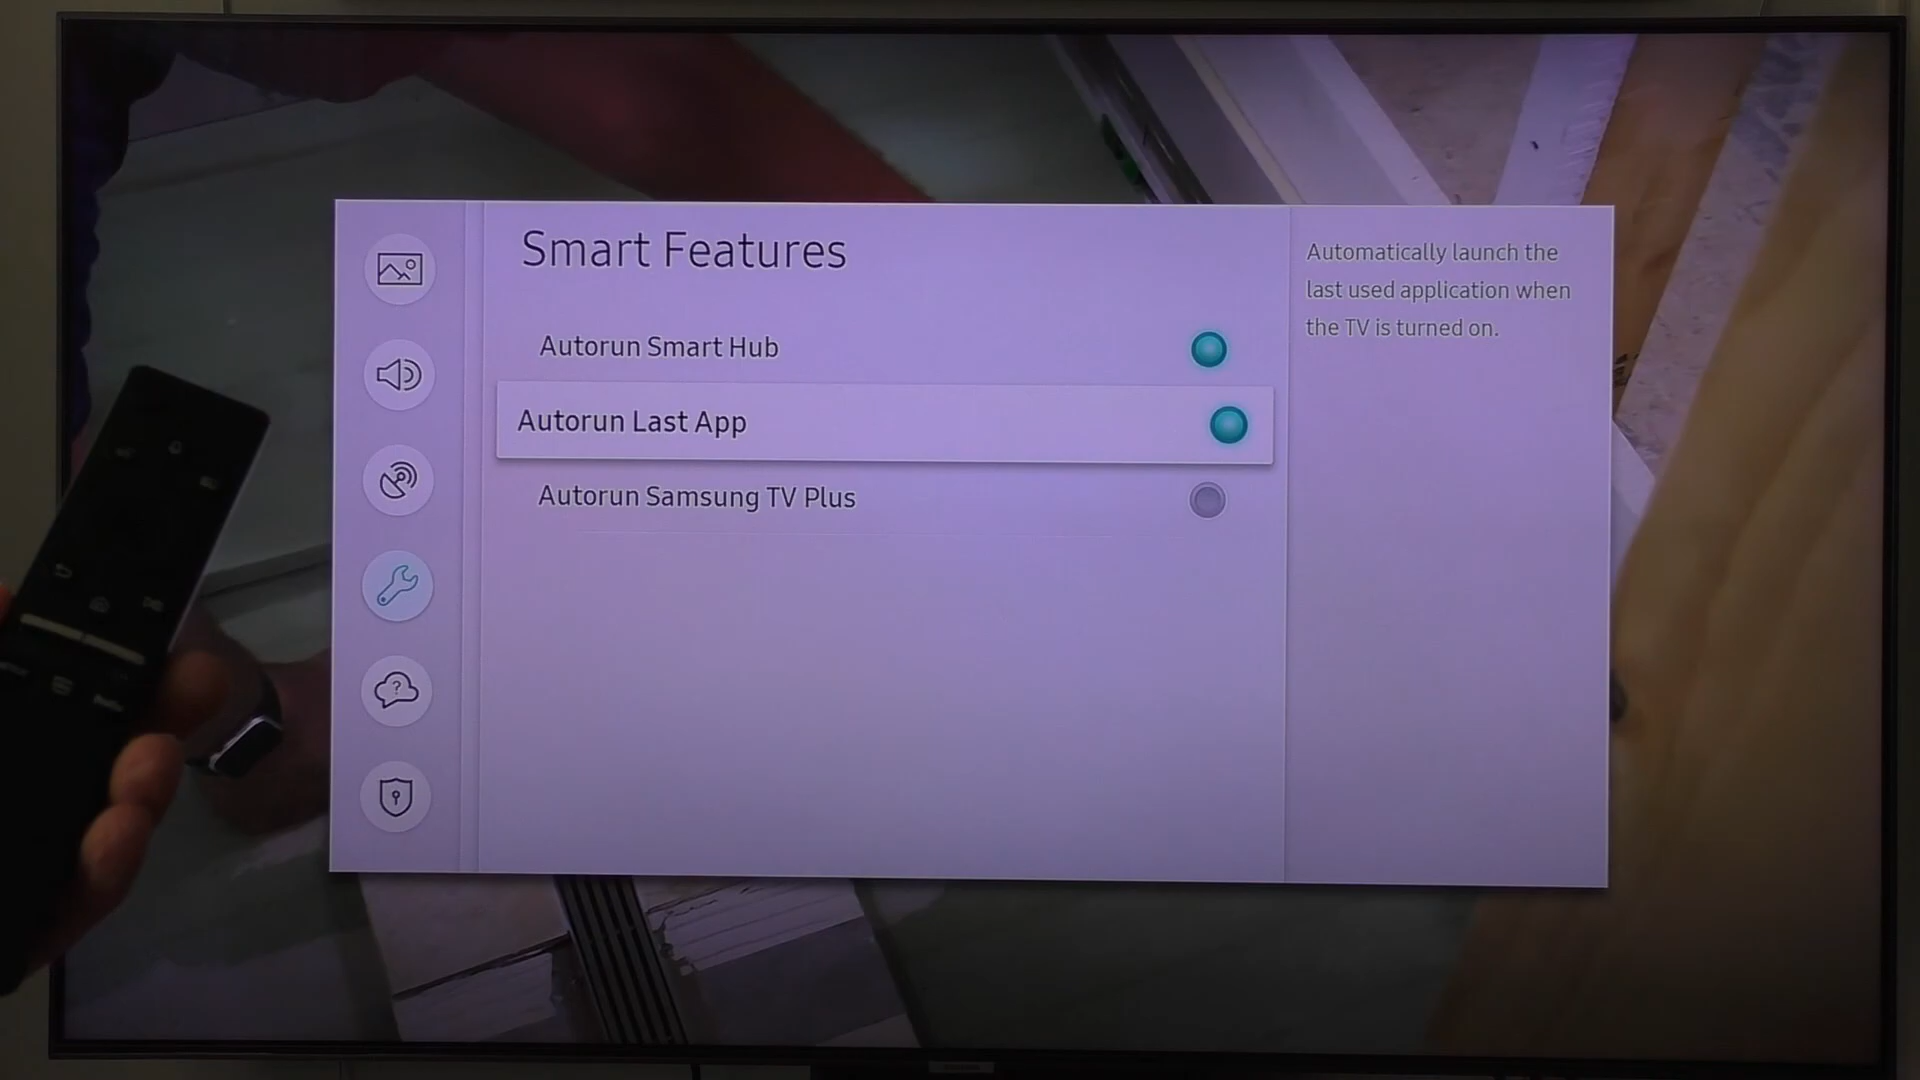 Smart Features
Autorun Smart Hub
Autorun Last App
Autorun Samsung TV Plus
Automatically launch the
last used application when
the TV is turned on.
?